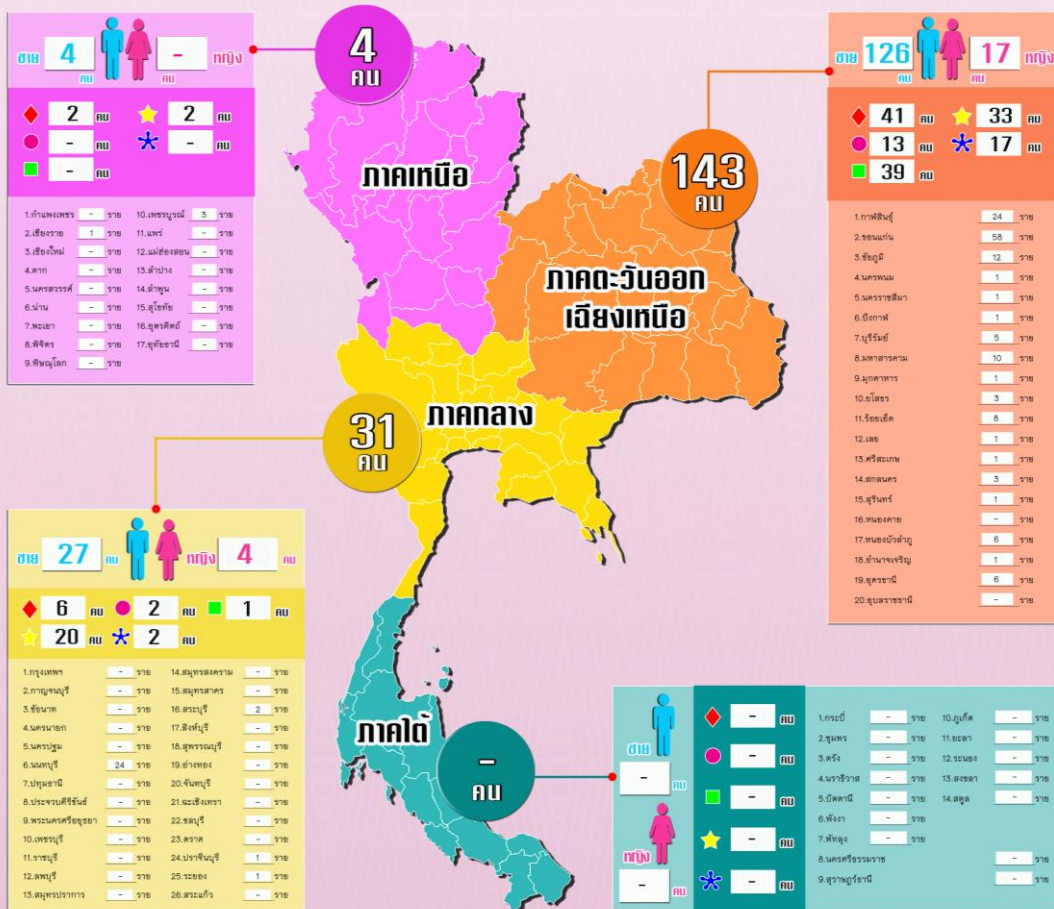 ชาย 4 คน - คน หญิง
2 คน 2 คน
- คน - คน
- คน
1.กำแพงเพชร - ราย 10.เพชรบูรณ์ 3 ราย
2.เชียงราย 1 ราย 11.แพร่ - ราย
3.เชียงใหม่ - ราย 12.แม่ฮ่องสอน - ราย
4.ตาก - ราย 13.ลำปาง - ราย
5.นครสวรรค์ - ราย 14.ลำพูน - ราย
6.น่าน - ราย 15.สุโขทัย - ราย
7.พะเยา - ราย 16.อุตรดิตถ์ - ราย
8.พิจิตร - ราย 17.อุทัยธานี - ราย
9.พิษณุโลก - ราย
4 คน
ภาคเหนือ
143 คน
ภาคตะวันออก
เฉียงเหนือ
31 คน
ภาคกลาง
ภาคใต้
- คน
ชาย 126 คน 17 คน หญิง
41 คน 33 คน
13 คน 17 คน
39 คน
1.กาฬสินธุ์ 24 ราย
2.ขอนแก่น 58 ราย
3.ชัยภูมิ 12 ราย
4.นครพนม 1 ราย
5.นครราชสีมา 1 ราย
6.บึงกาฬ 1 ราย
7.บุรีรัมย์ 5 ราย
8.มหาสารคาม 10 ราย
9.มุกดาหาร 1 ราย
10.ยโสธร 3 ราย
11.ร้อยเอ็ด 8 ราย
12.เลย 1 ราย
13.ศรีสะเกษ 1 ราย
14.สกลนคร 3 ราย
15.สุรินทร์ 1 ราย
16.หนองคาย - ราย
17.หนองบัวลำภู 6 ราย
18.อำนาจเจริญ 1 ราย
19.อุดรธานี 6 ราย
20.อุบลราชธานี - ราย
ชาย 27 คน หญิง 4 คน
6 คน 2 คน 1 คน
20 คน 2 คน
1.กรุงเทพฯ - ราย 14.สมุทรสงคราม - ราย
2.กาญจนบุรี - ราย 15.สมุทรสาคร - ราย
3.ชัยนาท - ราย 16.สระบุรี 2 ราย
4.นครนายก - ราย 17.สิงห์บุรี - ราย
5.นครปฐม - ราย 18.สุพรรณบุรี - ราย
6.นนทบุรี 24 ราย 19.อ่างทอง - ราย
7.ปทุมธานี - ราย 20.จันทบุรี - ราย
8.ประจวบคีรีขันธ์ - ราย 21.ฉะเชิงเทรา - ราย
9.พระนครศรีอยุธยา - ราย 22.ชลบุรี - ราย
10.เพชรบุรี - ราย 23.ตราด - ราย
11.ราชบุรี - ราย 24.ปราจีนบุรี 1 ราย
12.ลพบุรี - ราย 25.ระยอง 1 ราย
13.สมุทรปราการ - ราย 26.สระแก้ว - ราย
ชาย - คน
หญิง - คน
- คน
- คน
- คน
- คน
- คน
1.กระบี่ - ราย 10.ภูเก็ต - ราย
2.ชุมพร - ราย 11.ยะลา - ราย
3.ตรัง - ราย 12.ระนอง - ราย
4.นราธิวาส - ราย 13.สงขลา - ราย
5.ปัตตานี - ราย 14.สตูล - ราย
6.พังงา - ราย
7.พัทลุง - ราย
8.นครศรีธรรมราช - ราย
9.สุราษฎร์ธานี - ราย